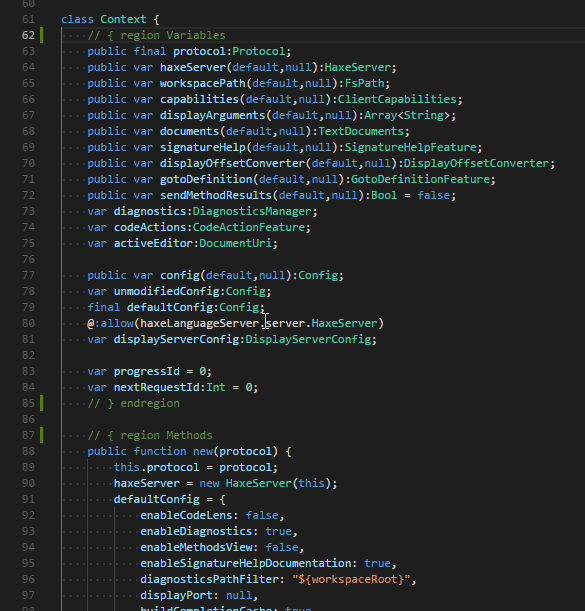 60
61 class Context {
62 ····// { region Variables
63 ····public final protocol:Protocol;
64 ····public var haxeServer(default,null):HaxeServer;
65 ····public var workspacePath(default,null):FsPath;
66 ····public var capabilities(default,null):ClientCapabilities;
67 ····public var displayArguments(default,null):Array<String>;
68 ····public var documents(default,null):TextDocuments;
69 ····public var signatureHelp(default,null):SignatureHelpFeature;
70 ····public var displayOffsetConverter(default,null):DisplayOffsetConverter;
71 ····public var gotoDefinition(default,null):GotoDefinitionFeature;
72 ····public var sendMethodResults(default,null):Bool = false;
73 ····var diagnostics:DiagnosticsManager;
74 ····var codeActions:CodeActionFeature;
75 ····var activeEditor:DocumentUri;
76
77 ····public var config(default,null):Config;
78 ····var unmodifiedConfig:Config;
79 ····final defaultConfig:Config;
80 ····@:allow(haxeLanguageServer.server.HaxeServer)
81 ····var displayServerConfig:DisplayServerConfig;
82
83 ····var progressId = 0;
84 ····var nextRequestId:Int = 0;
85 ····// } endregion
86
87 ····// { region Methods
88 ····public function new(protocol) {
89 ········this.protocol = protocol;
90 ········haxeServer = new HaxeServer(this);
91 ········defaultConfig = {
92 ············enableCodeLens: false,
93 ············enableDiagnostics: true,
94 ············enableMethodsView: false,
95 ············enableSignatureHelpDocumentation: true,
96 ············diagnosticsPathFilter: "${workspaceRoot}",
97 ············displayPort: null,
98 ············buildCompletionCache: true,